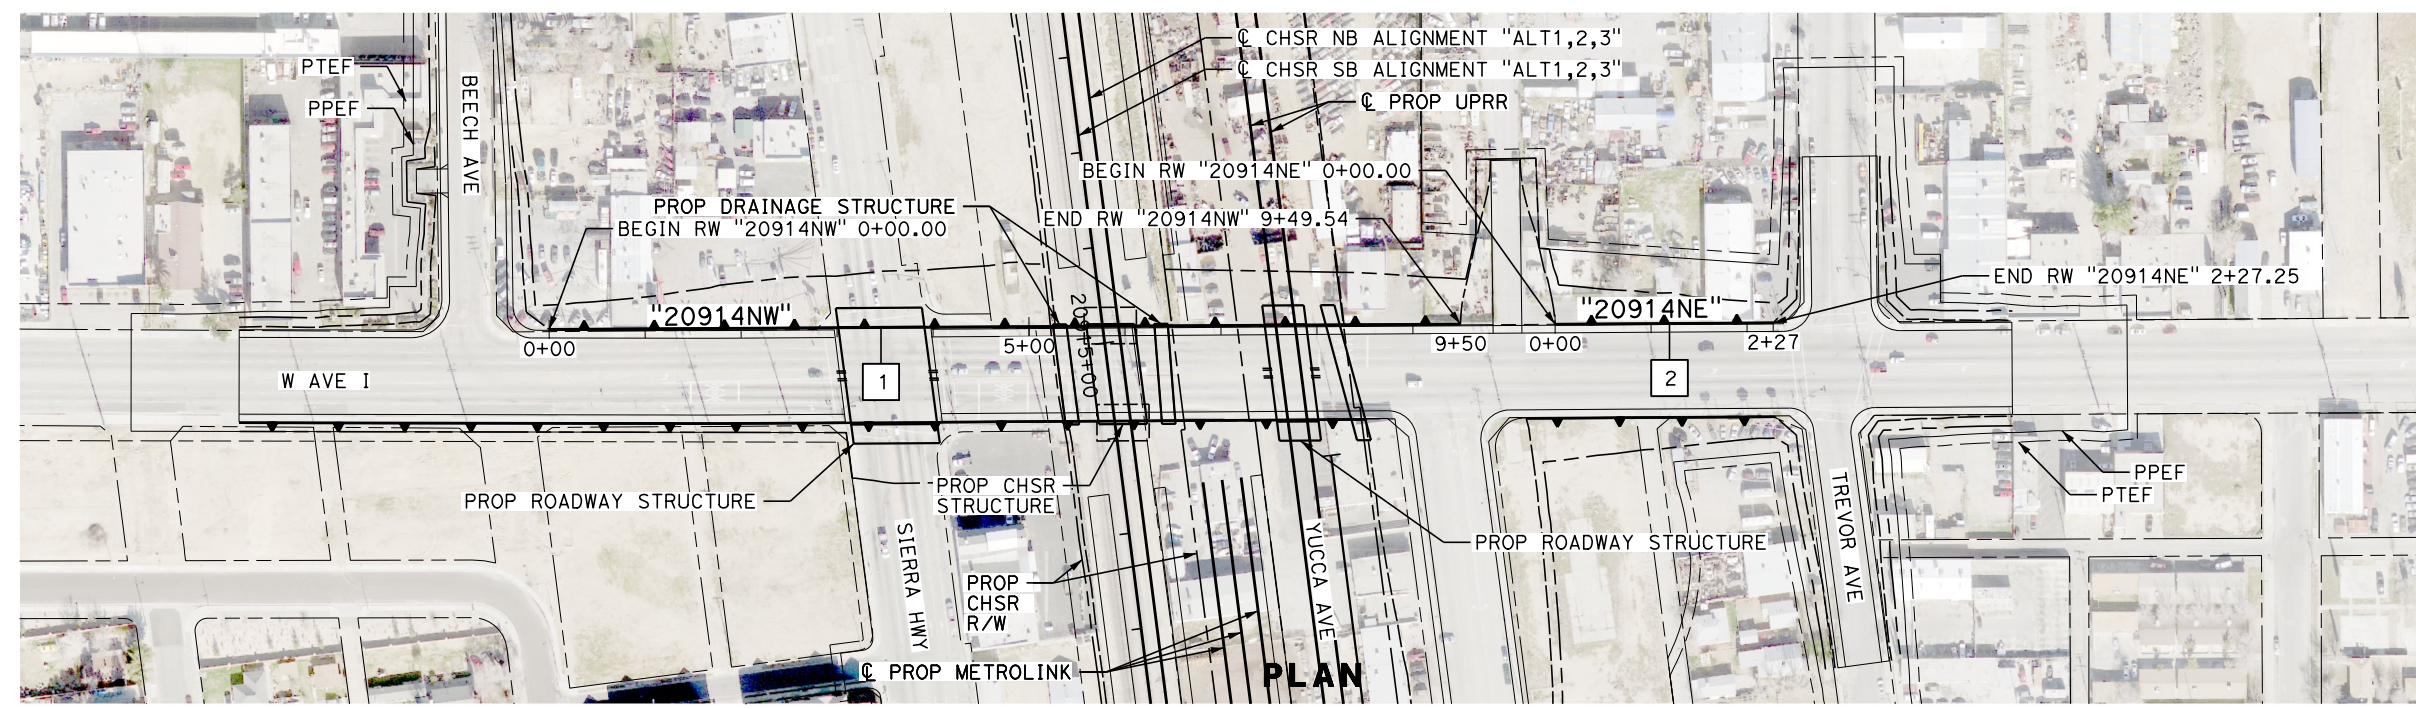 ℄ CHSR NB ALIGNMENT "ALT1,2,3"
℄ CHSR SB ALIGNMENT "ALT1,2,3"
℄ PROP UPRR
PTEF
PPEF
BEECH AVE
BEGIN RW "20914NE" 0+00.00
PROP DRAINAGE STRUCTURE
END RW "20914NW" 9+49.54
BEGIN RW "20914NW" 0+00.00
END RW "20914NE" 2+27.25
"20914NW"
"20914NE"
0+00
5+00
20915+00
9+50
0+00
2+27
W AVE I
1
2
PROP ROADWAY STRUCTURE
PROP CHSR
STRUCTURE
PPEF
PTEF
TREVOR AVE
SIERRA HWY
YUCCA AVE
PROP ROADWAY STRUCTURE
PROP
CHSR
R/W
℄ PROP METROLINK
PLAN